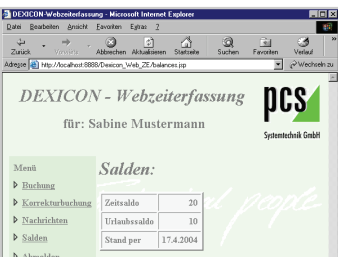 DEXICON-Webzeiterfassung - Microsoft Internet Explorer
Datei Bearbeiten Ansicht Favoriten Extras ?
Zurück Vorwärts Abbrechen Aktualisieren Startseite Suchen Favoriten Verlauf
Adresse http://localhost:8888/Dexicon_Web_ZE/balances.jsp Wechseln zu
DEXICON - Webzeiterfassung
für: Sabine Mustermann
pcs
Systemtechnik GmbH
Menü
Buchung
Korrekturbuchung
Nachrichten
Salden
Abmelden
Salden:
Zeitsaldo 20
Urlaubssaldo 10
Stand per 17.4.2004
people